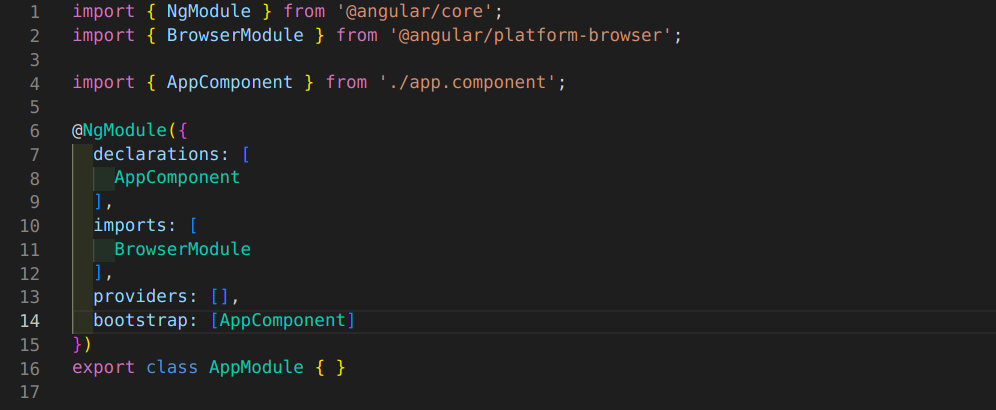 1 import { NgModule } from '@angular/core';
2 import { BrowserModule } from '@angular/platform-browser';
3
4 import { AppComponent } from './app.component';
5
6 @NgModule({
7   declarations: [
8     AppComponent
9   ],
10   imports: [
11     BrowserModule
12   ],
13   providers: [],
14   bootstrap: [AppComponent]
15 })
16 export class AppModule { }
17